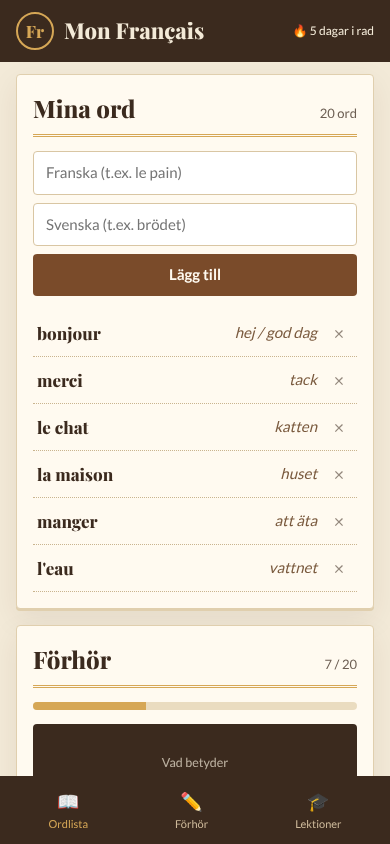 Fr Mon Français 🔥 5 dagar i rad
Mina ord 20 ord
Franska (t.ex. le pain)
Svenska (t.ex. brödet)
Lägg till
bonjour hej / god dag ×
merci tack ×
le chat katten ×
la maison huset ×
manger att äta ×
l'eau vattnet ×
Förhör 7 / 20
Vad betyder
Ordlista Förhör Lektioner